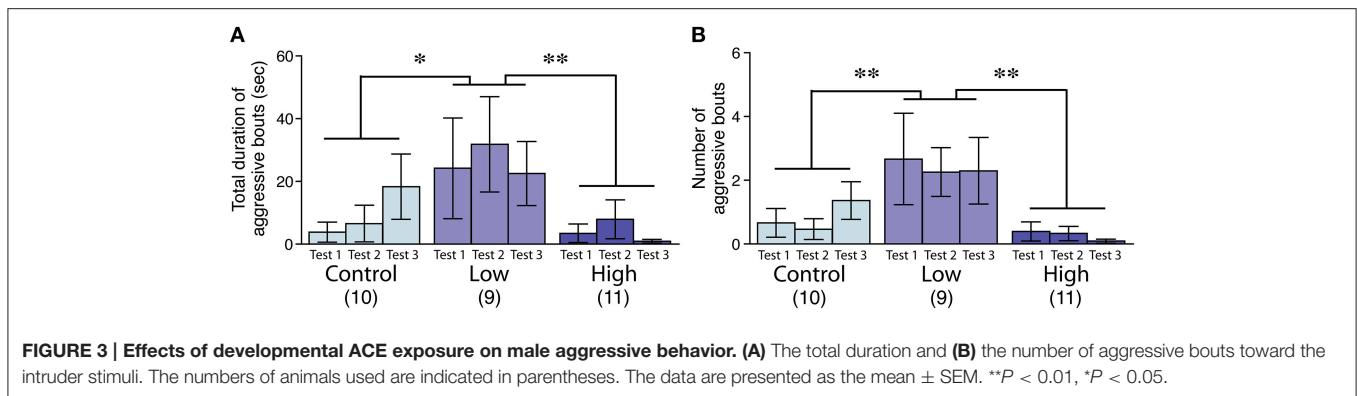 A
B
Total duration of
aggressive bouts (sec)
60
40
20
0
*
**
Test 1 Test 2 Test 3 Test 1 Test 2 Test 3 Test 1 Test 2 Test 3
Control Low High
(10) (9) (11)
Number of
aggressive bouts
6
4
2
0
**
**
Test 1 Test 2 Test 3 Test 1 Test 2 Test 3 Test 1 Test 2 Test 3
Control Low High
(10) (9) (11)
FIGURE 3 | Effects of developmental ACE exposure on male aggressive behavior. (A) The total duration and (B) the number of aggressive bouts toward the
intruder stimuli. The numbers of animals used are indicated in parentheses. The data are presented as the mean ± SEM. **P < 0.01, *P < 0.05.